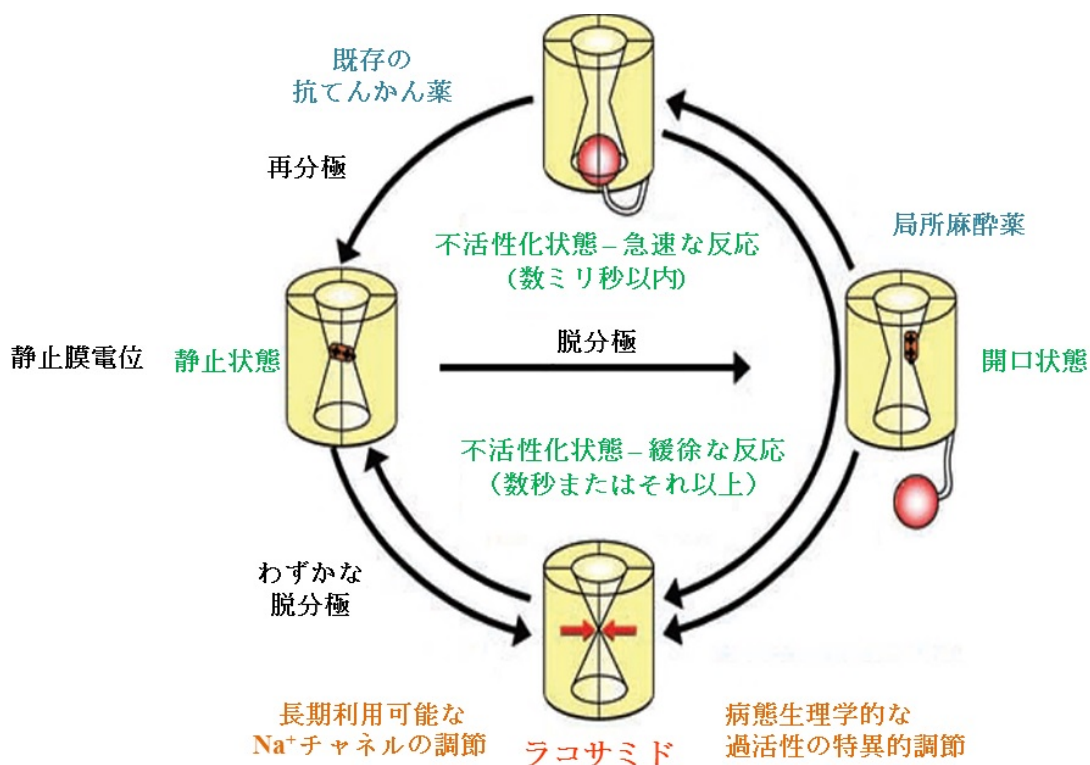 既存の
抗てんかん薬
再分極
局所麻酔薬
不活性化状態 – 急速な反応
(数ミリ秒以内)
脱分極
静止膜電位
静止状態
開口状態
不活性化状態 – 緩徐な反応
（数秒またはそれ以上）
わずかな
脱分極
長期利用可能な
Na⁺チャネルの調節
ラコサミド
病態生理学的な
過活性の特異的調節